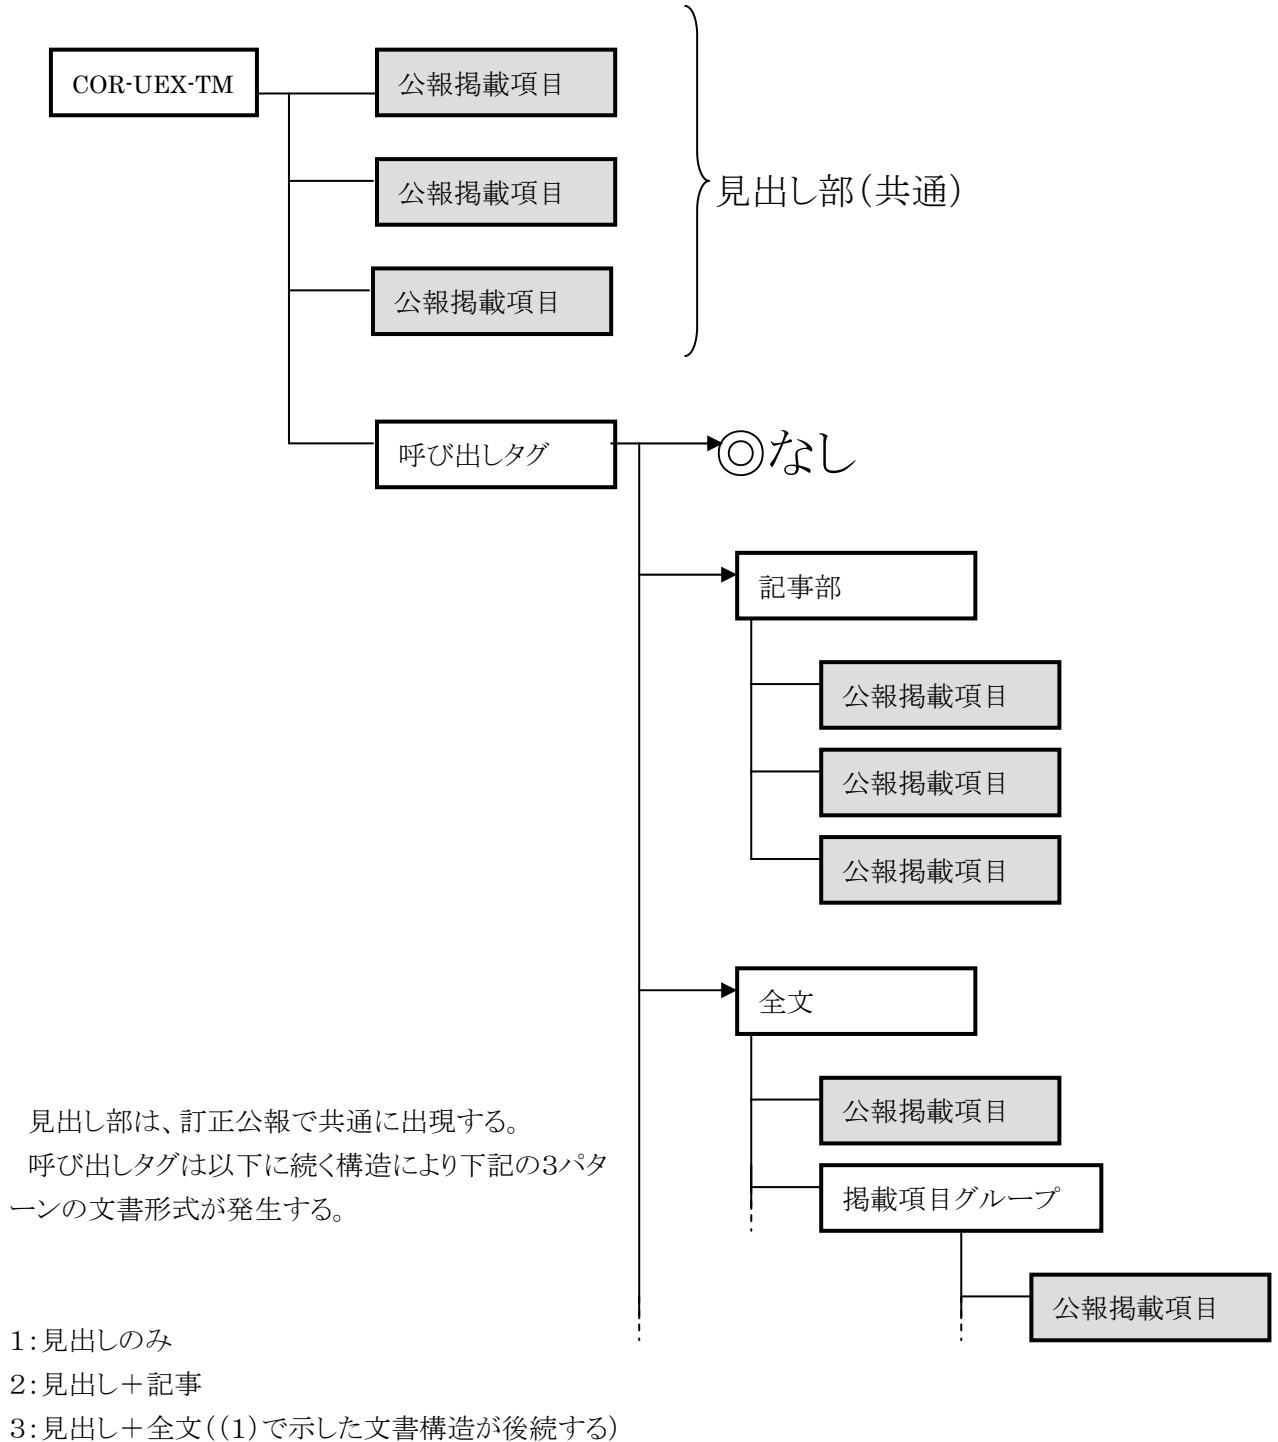 COR-UEX-TM
公報掲載項目
公報掲載項目
公報掲載項目
見出し部(共通)
呼び出しタグ
◎なし
記事部
公報掲載項目
公報掲載項目
公報掲載項目
全文
公報掲載項目
掲載項目グループ
公報掲載項目
見出し部は、訂正公報で共通に出現する。
呼び出しタグは以下に続く構造により下記の3パタ
ーンの文書形式が発生する。
1:見出しのみ
2:見出し+記事
3:見出し+全文((1)で示した文書構造が後続する)